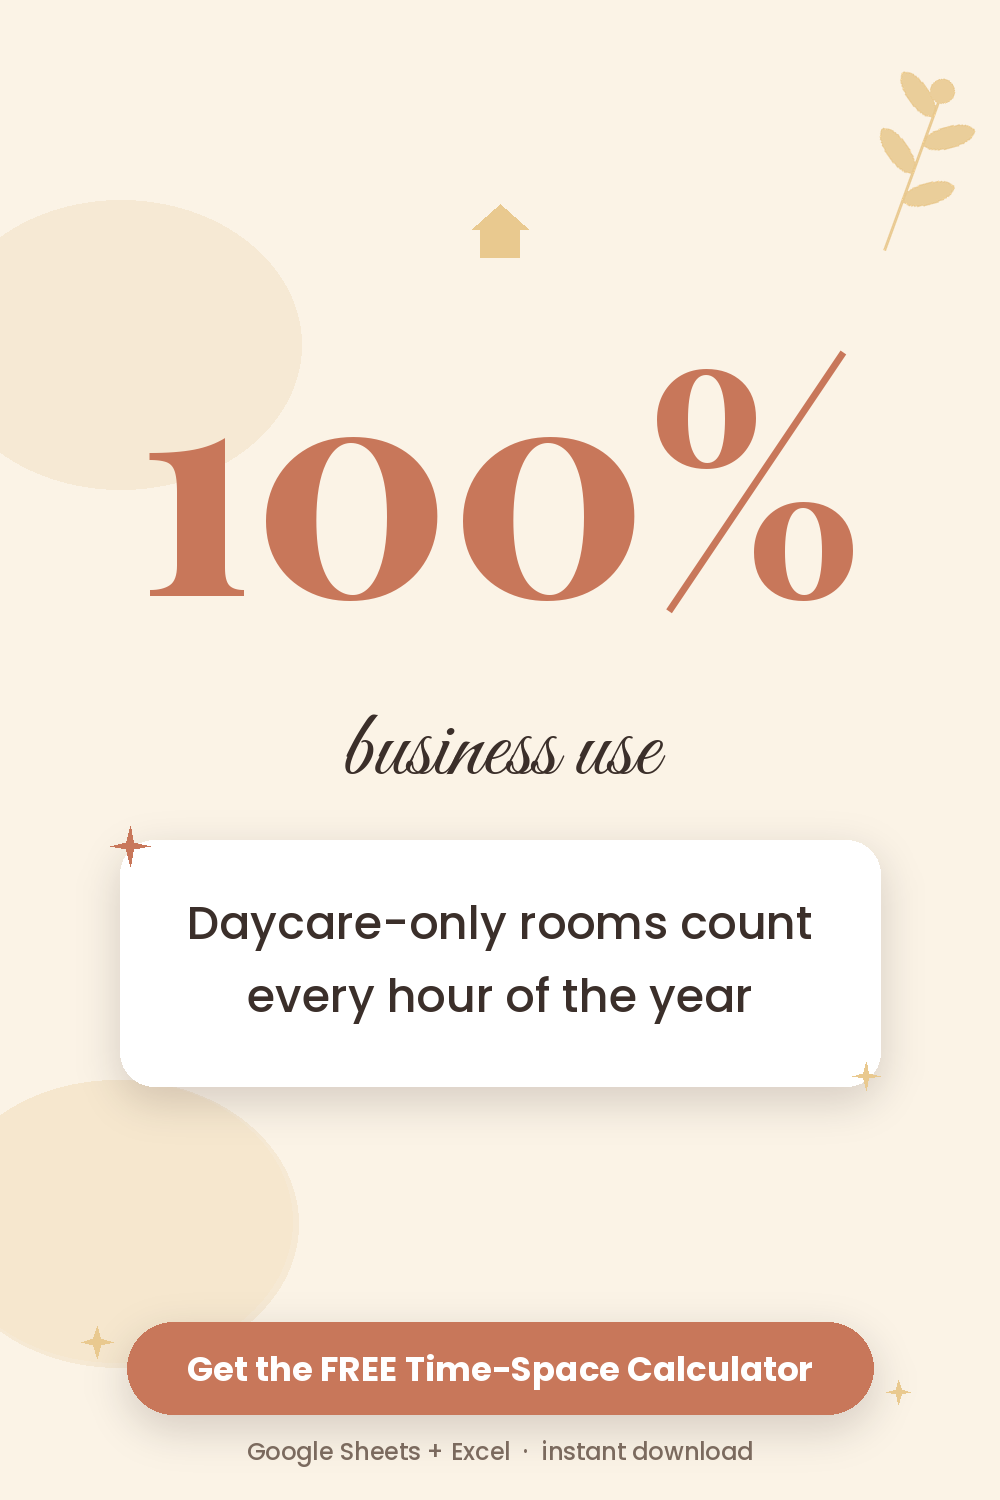 100%
business use
Daycare-only rooms count
every hour of the year
Get the FREE Time-Space Calculator
Google Sheets + Excel · instant download